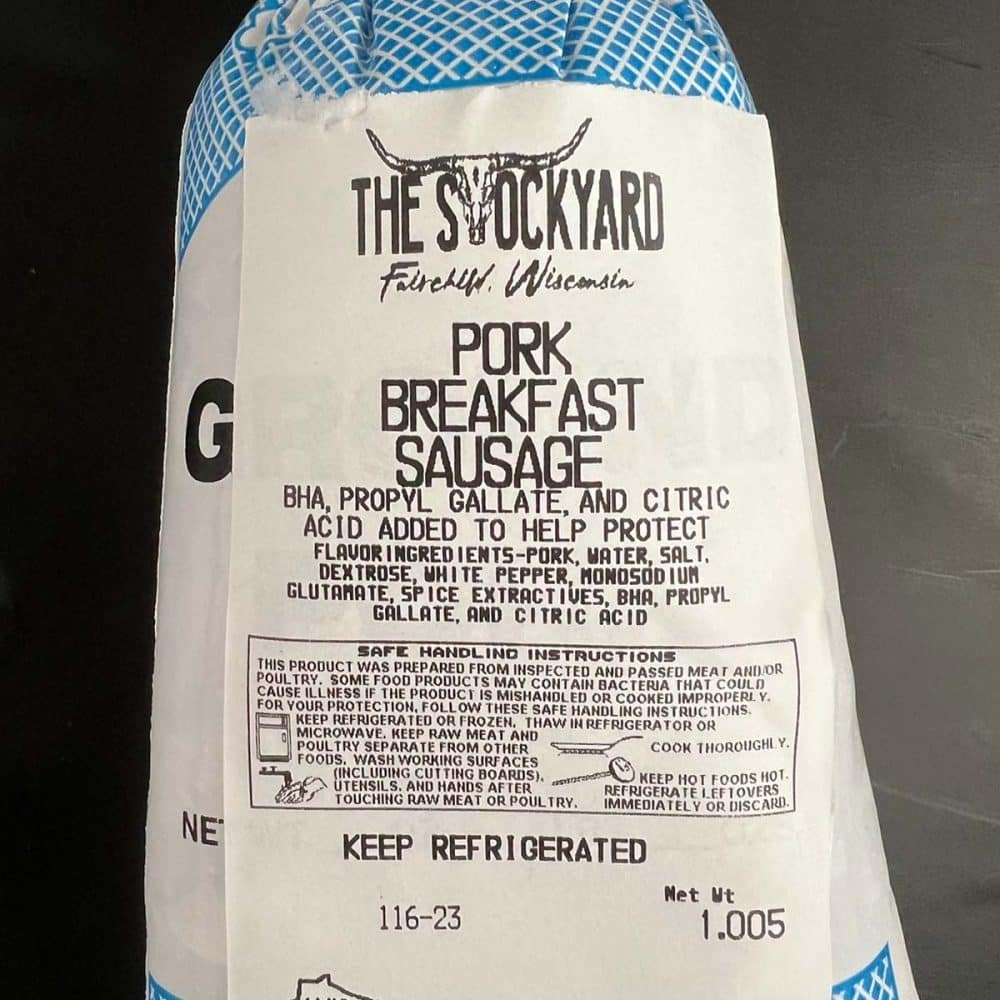 THE STOCKYARD
Fairchild, Wisconsin
PORK
BREAKFAST
SAUSAGE
BHA, PROPYL GALLATE, AND CITRIC
ACID ADDED TO HELP PROTECT
FLAVORINGREDIENTS-PORK, WATER, SALT,
DEXTROSE, WHITE PEPPER, MONOSODIUM
GLUTAMATE, SPICE EXTRACTIVES, BHA, PROPYL
GALLATE, AND CITRIC ACID
SAFE HANDLING INSTRUCTIONS
THIS PRODUCT WAS PREPARED FROM INSPECTED AND PASSED MEAT AND/OR
POULTRY. SOME FOOD PRODUCTS MAY CONTAIN BACTERIA THAT COULD
CAUSE ILLNESS IF THE PRODUCT IS MISHANDLED OR COOKED IMPROPERLY.
FOR YOUR PROTECTION, FOLLOW THESE SAFE HANDLING INSTRUCTIONS.
KEEP REFRIGERATED OR FROZEN. THAW IN REFRIGERATOR OR
MICROWAVE. KEEP RAW MEAT AND
POULTRY SEPARATE FROM OTHER
FOODS. WASH WORKING SURFACES
(INCLUDING CUTTING BOARDS),
UTENSILS, AND HANDS AFTER
TOUCHING RAW MEAT OR POULTRY.
COOK THOROUGHLY.
KEEP HOT FOODS HOT.
REFRIGERATE LEFTOVERS
IMMEDIATELY OR DISCARD.
KEEP REFRIGERATED
116-23
Net Wt
1.005
G
NET